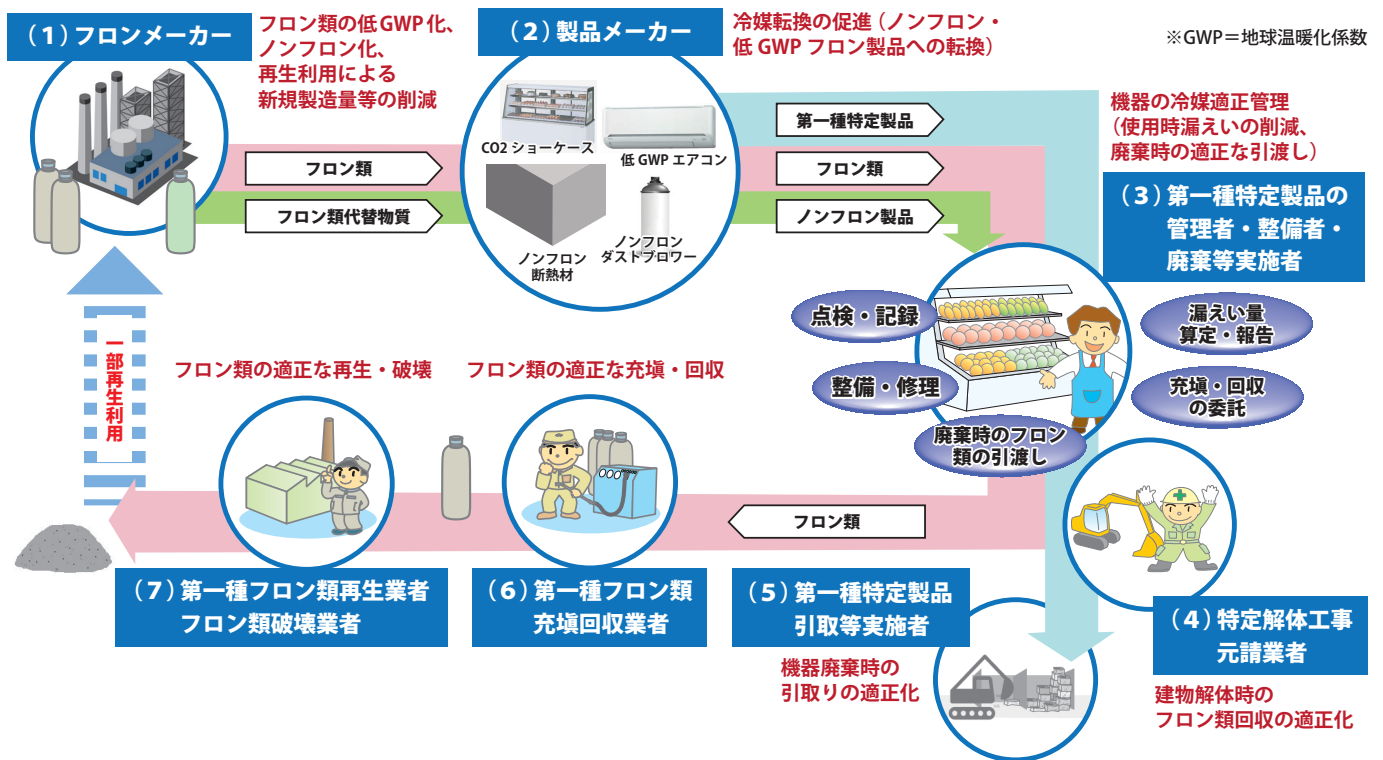 (1)フロンメーカー
フロン類の低GWP化、
ノンフロン化、
再生利用による
新規製造量等の削減
(2)製品メーカー
冷媒転換の促進(ノンフロン・
低GWPフロン製品への転換)
※GWP=地球温暖化係数
CO2ショーケース
低GWPエアコン
ノンフロン
断熱材
ノンフロン
ダストブロワー
フロン類
フロン類代替物質
第一種特定製品
フロン類
ノンフロン製品
機器の冷媒適正管理
(使用時漏えいの削減、
廃棄時の適正な引渡し)
(3)第一種特定製品の
管理者・整備者・
廃棄等実施者
点検・記録
整備・修理
廃棄時のフロン
類の引渡し
漏えい量
算定・報告
充塡・回収
の委託
一部再生利用
フロン類の適正な再生・破壊
フロン類の適正な充塡・回収
フロン類
(7)第一種フロン類再生業者
フロン類破壊業者
(6)第一種フロン類
充塡回収業者
(5)第一種特定製品
引取等実施者
機器廃棄時の
引取りの適正化
(4)特定解体工事
元請業者
建物解体時の
フロン類回収の適正化